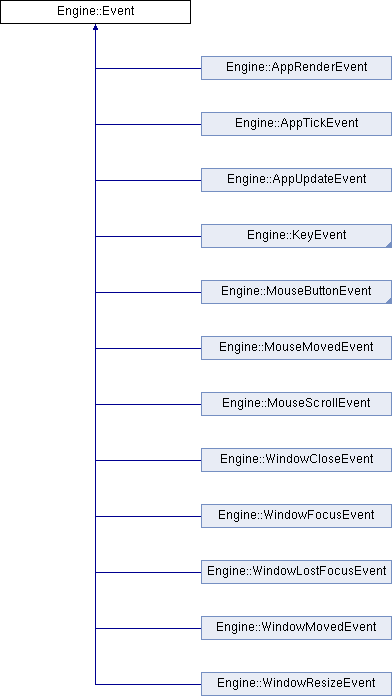 Engine::Event
Engine::AppRenderEvent
Engine::AppTickEvent
Engine::AppUpdateEvent
Engine::KeyEvent
Engine::MouseButtonEvent
Engine::MouseMovedEvent
Engine::MouseScrollEvent
Engine::WindowCloseEvent
Engine::WindowFocusEvent
Engine::WindowLostFocusEvent
Engine::WindowMovedEvent
Engine::WindowResizeEvent